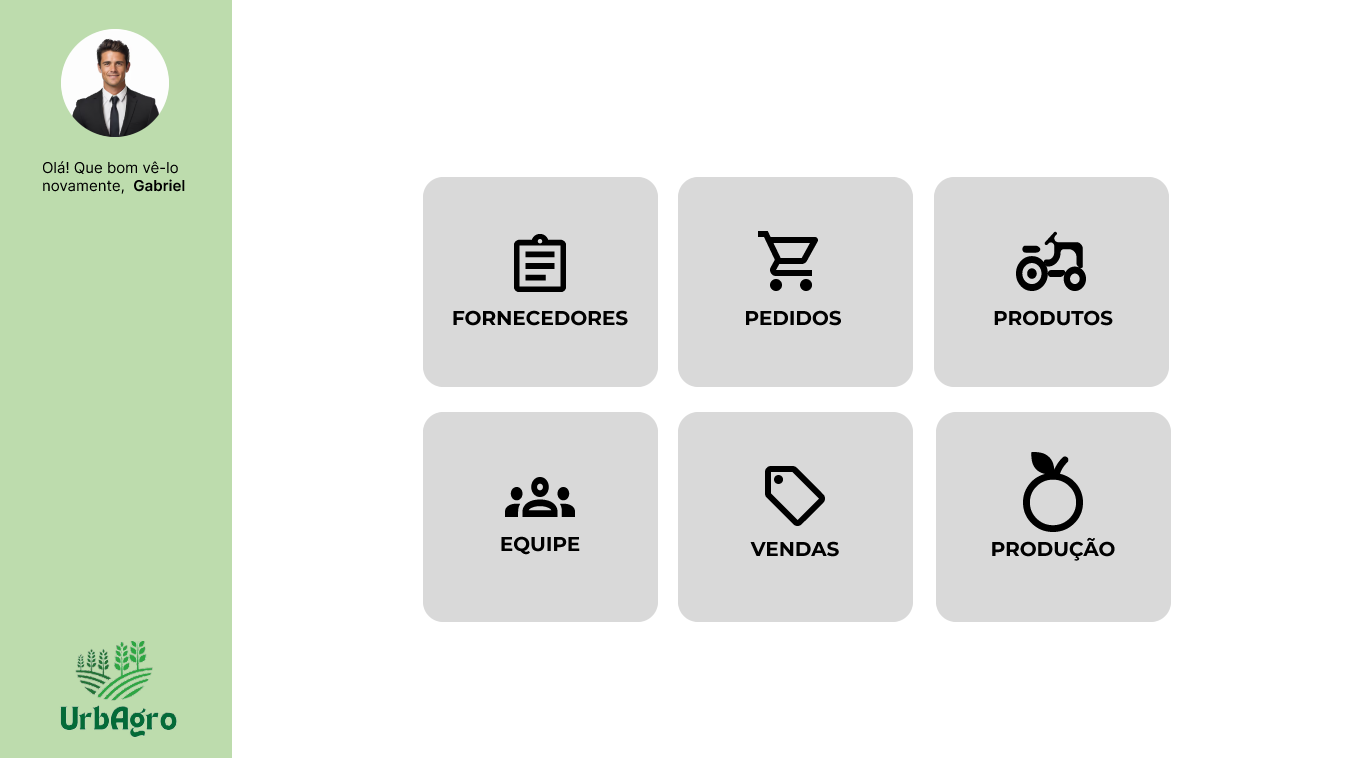 Olá! Que bom vê-lo
novamente, Gabriel
FORNECEDORES
PEDIDOS
PRODUTOS
EQUIPE
VENDAS
PRODUÇÃO
UrbAgro